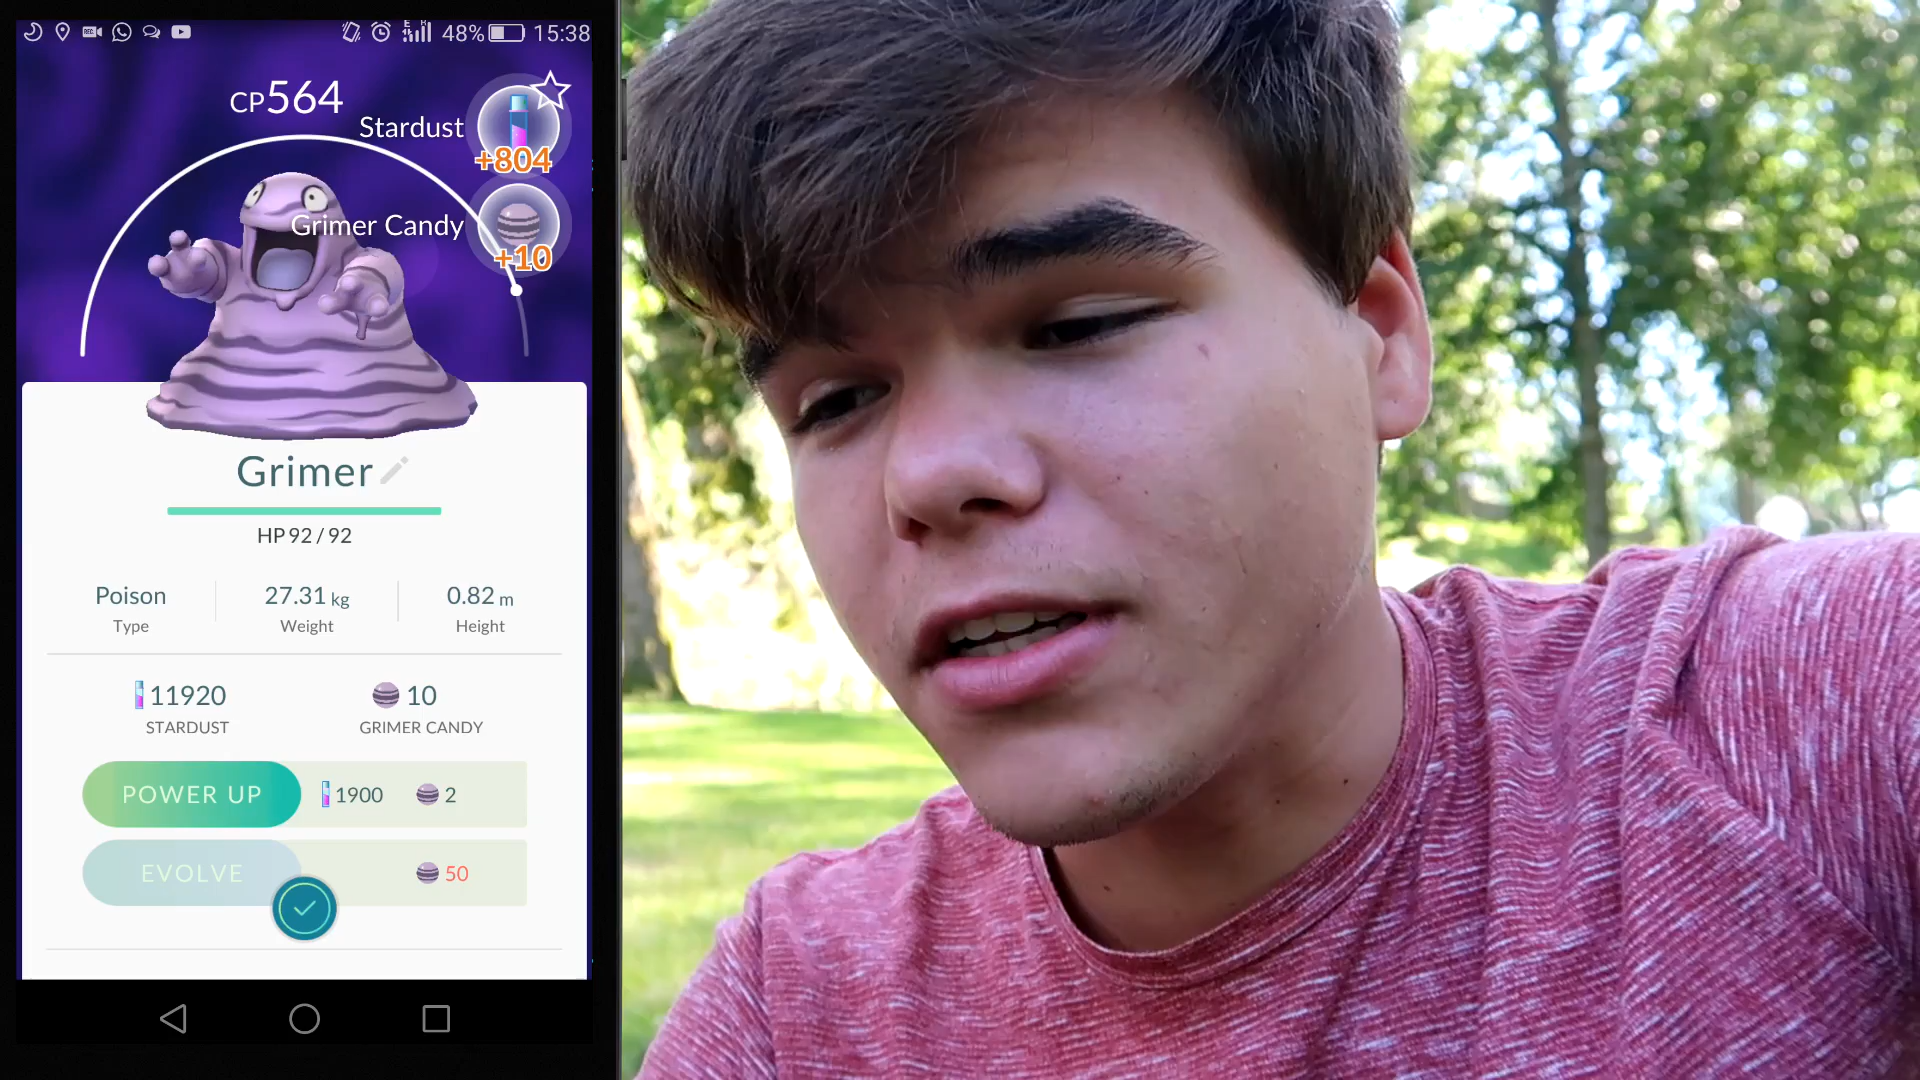 48% 15:38
CP564
Stardust
+804
Grimer Candy
+10
Grimer
HP 92 / 92
Poison 27.31 kg 0.82 m
Type Weight Height
11920 10
STARDUST GRIMER CANDY
POWER UP 1900 2
EVOLVE 50